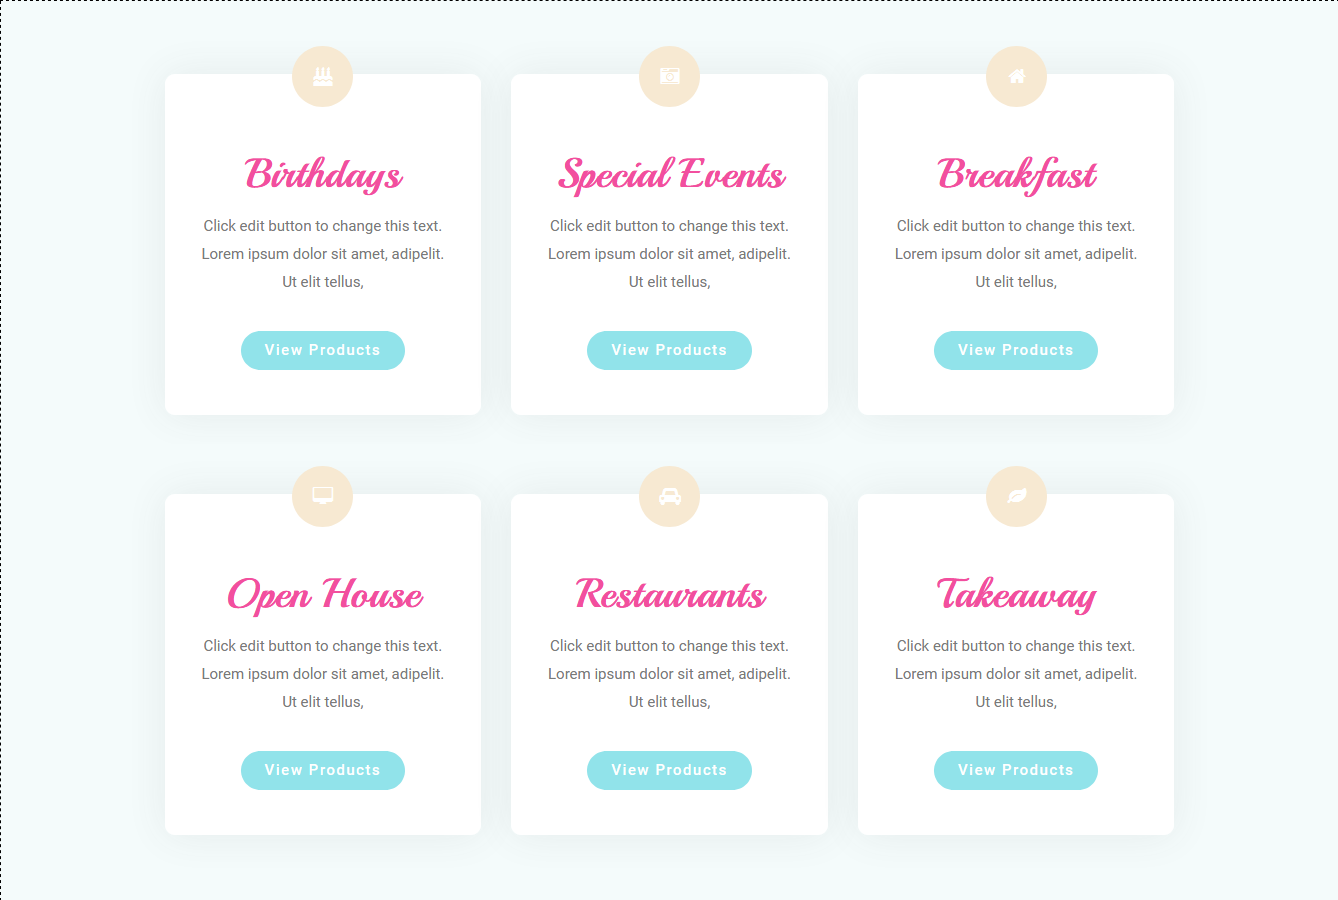 Birthdays
Click edit button to change this text.
Lorem ipsum dolor sit amet, adipelit.
Ut elit tellus,
View Products
Special Events
Click edit button to change this text.
Lorem ipsum dolor sit amet, adipelit.
Ut elit tellus,
View Products
Breakfast
Click edit button to change this text.
Lorem ipsum dolor sit amet, adipelit.
Ut elit tellus,
View Products
Open House
Click edit button to change this text.
Lorem ipsum dolor sit amet, adipelit.
Ut elit tellus,
View Products
Restaurants
Click edit button to change this text.
Lorem ipsum dolor sit amet, adipelit.
Ut elit tellus,
View Products
Takeaway
Click edit button to change this text.
Lorem ipsum dolor sit amet, adipelit.
Ut elit tellus,
View Products